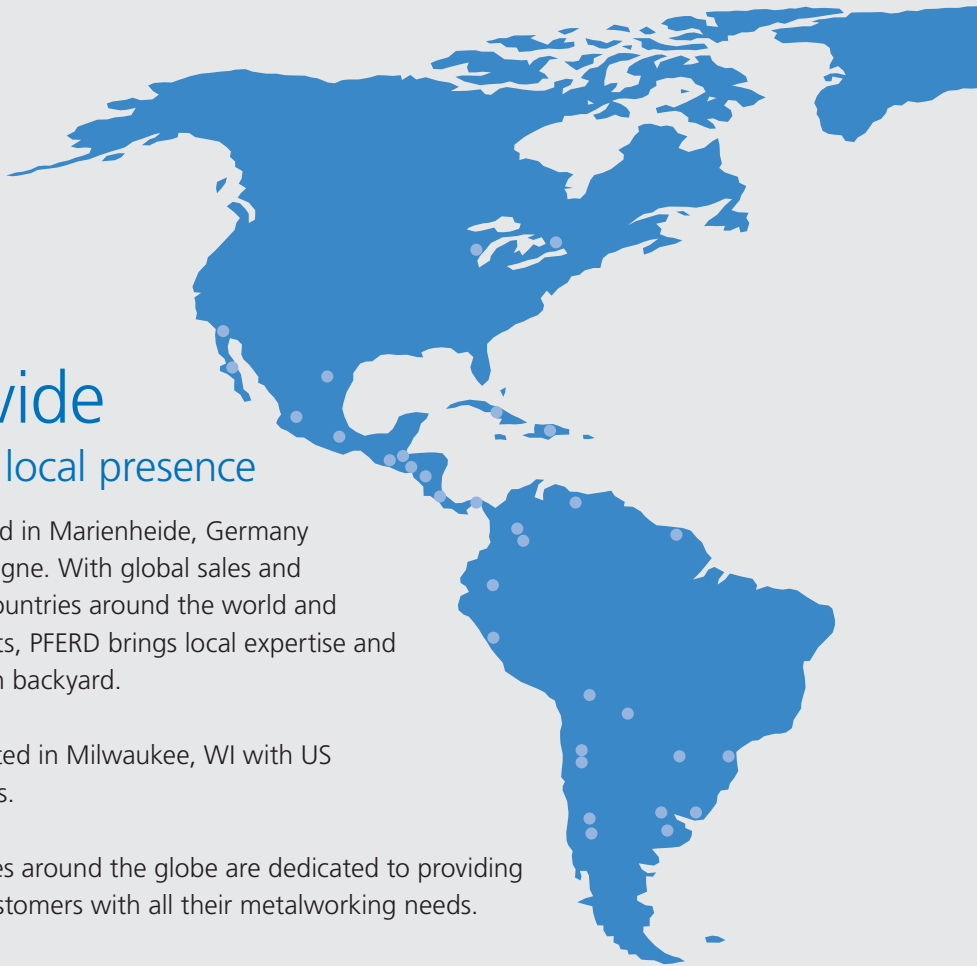 vide
local presence
d in Marienheide, Germany
gne. With global sales and
ountries around the world and
ts, PFERD brings local expertise and
n backyard.
ted in Milwaukee, WI with US
s.
es around the globe are dedicated to providing
stomers with all their metalworking needs.